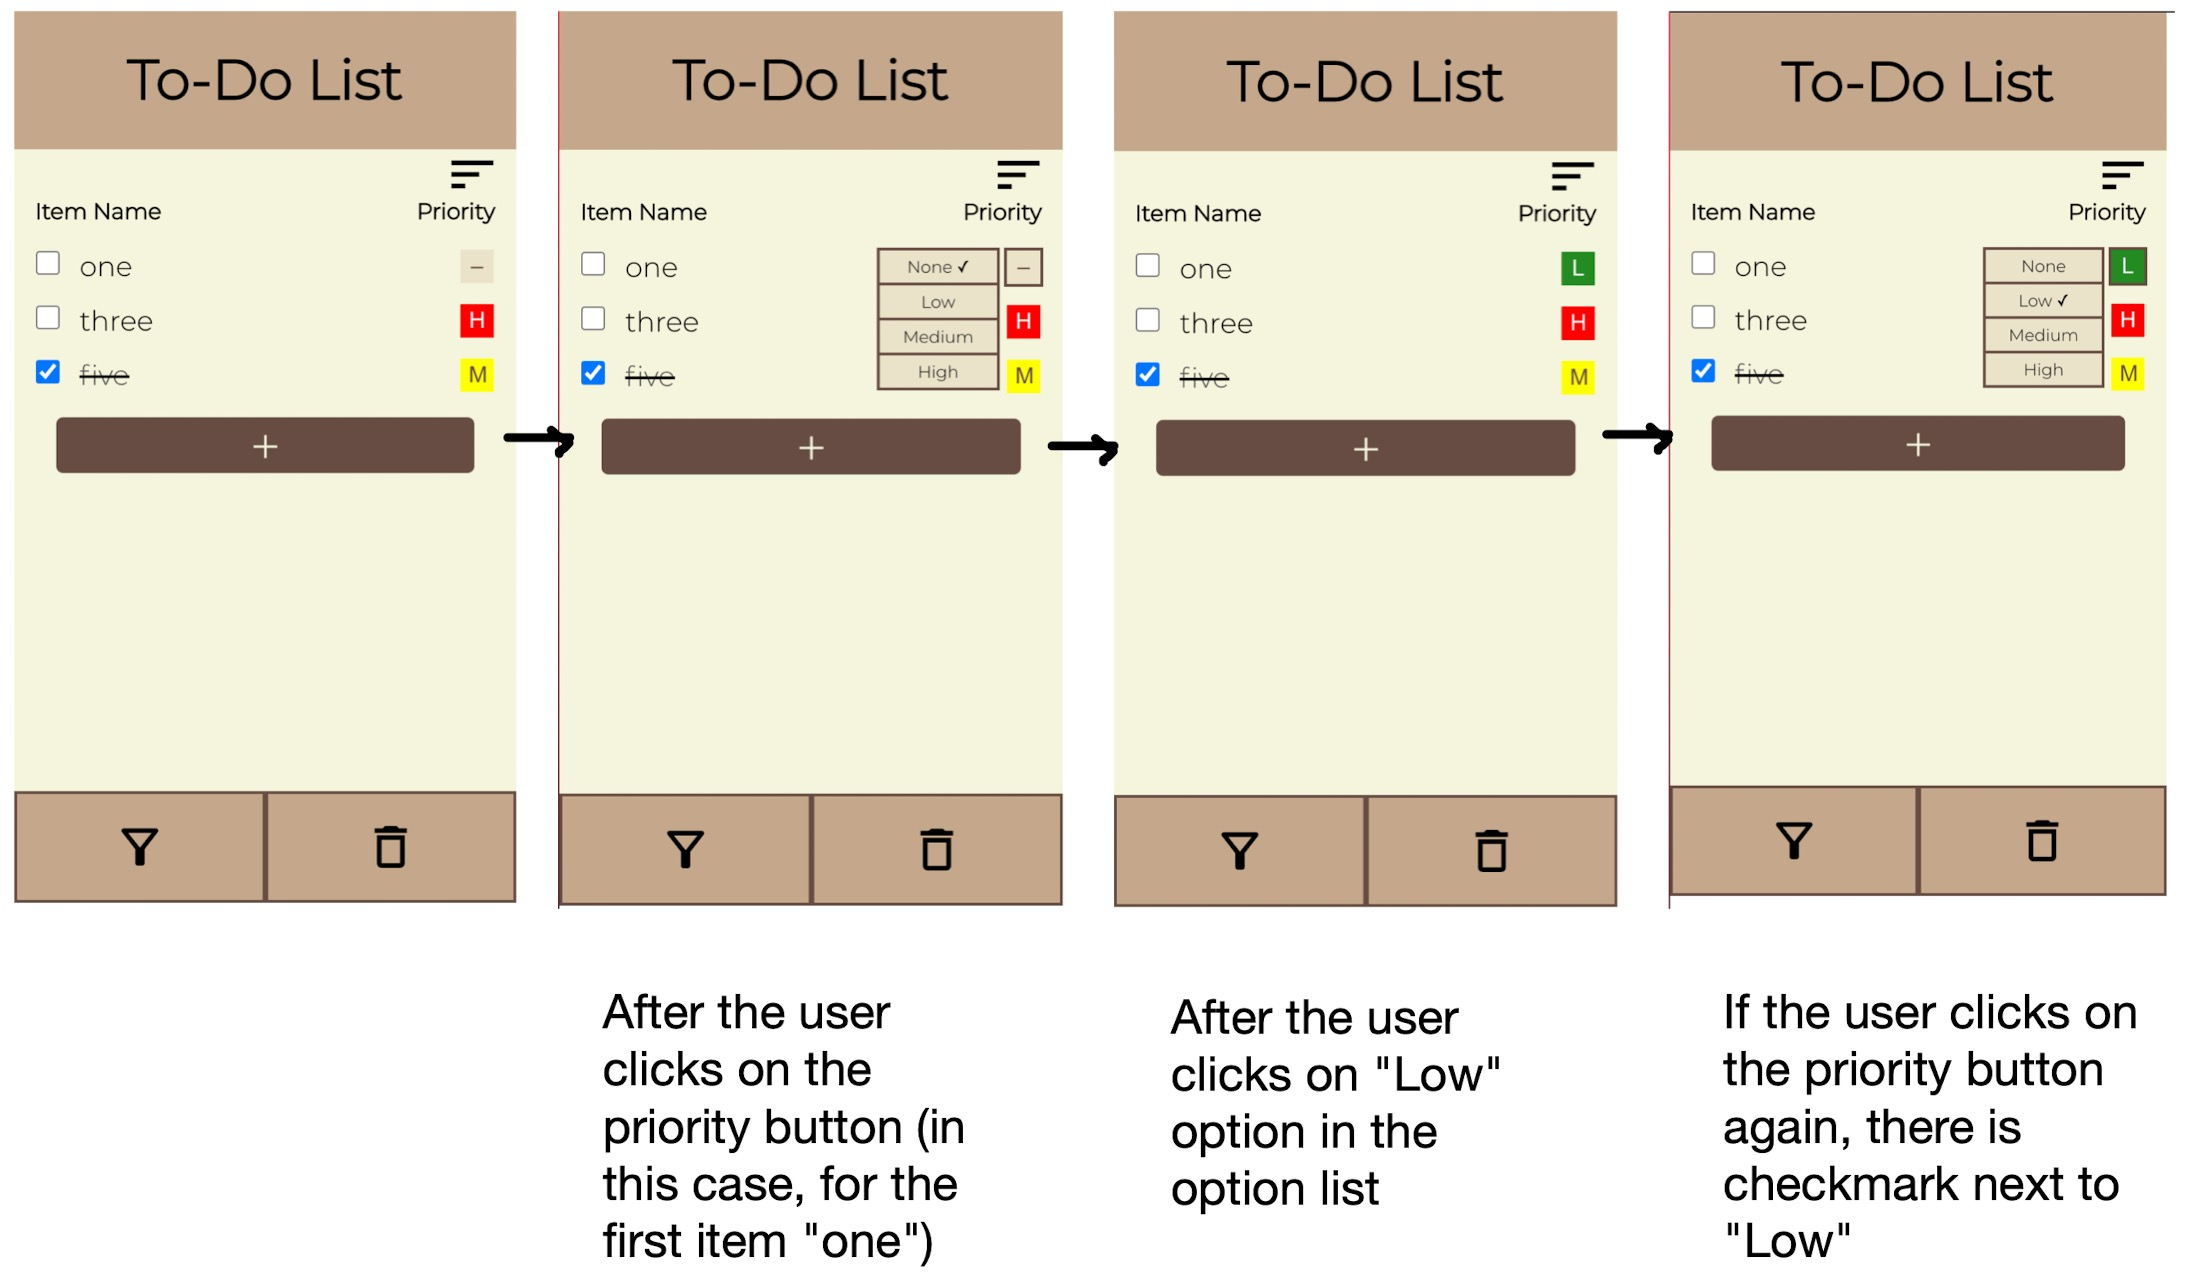 To-Do List
Item Name Priority
one –
three H
five M
+
To-Do List
Item Name Priority
one None ✓ –
Low
three H
Medium
five High M
+
To-Do List
Item Name Priority
one L
three H
five M
+
To-Do List
Item Name Priority
one None L
Low ✓
three H
Medium
five High M
+
After the user
clicks on the
priority button (in
this case, for the
first item "one")
After the user
clicks on "Low"
option in the
option list
If the user clicks on
the priority button
again, there is
checkmark next to
"Low"